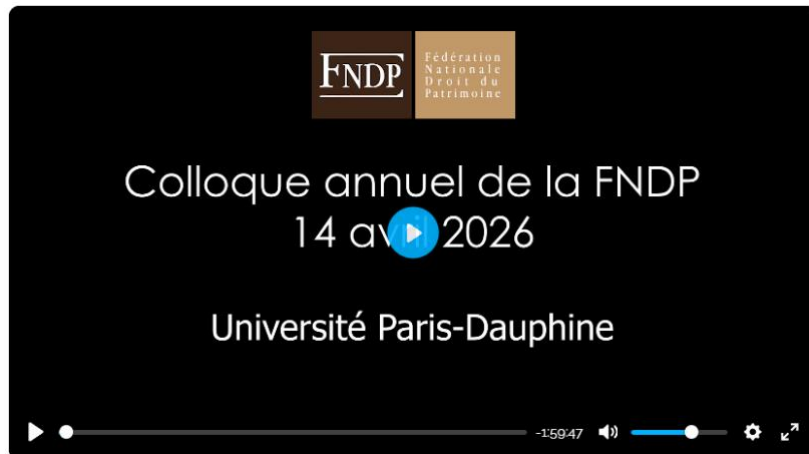 FNDP
Fédération
Nationale
Droit du
Patrimoine
Colloque annuel de la FNDP
14 avril 2026
Université Paris-Dauphine
-1:59:47